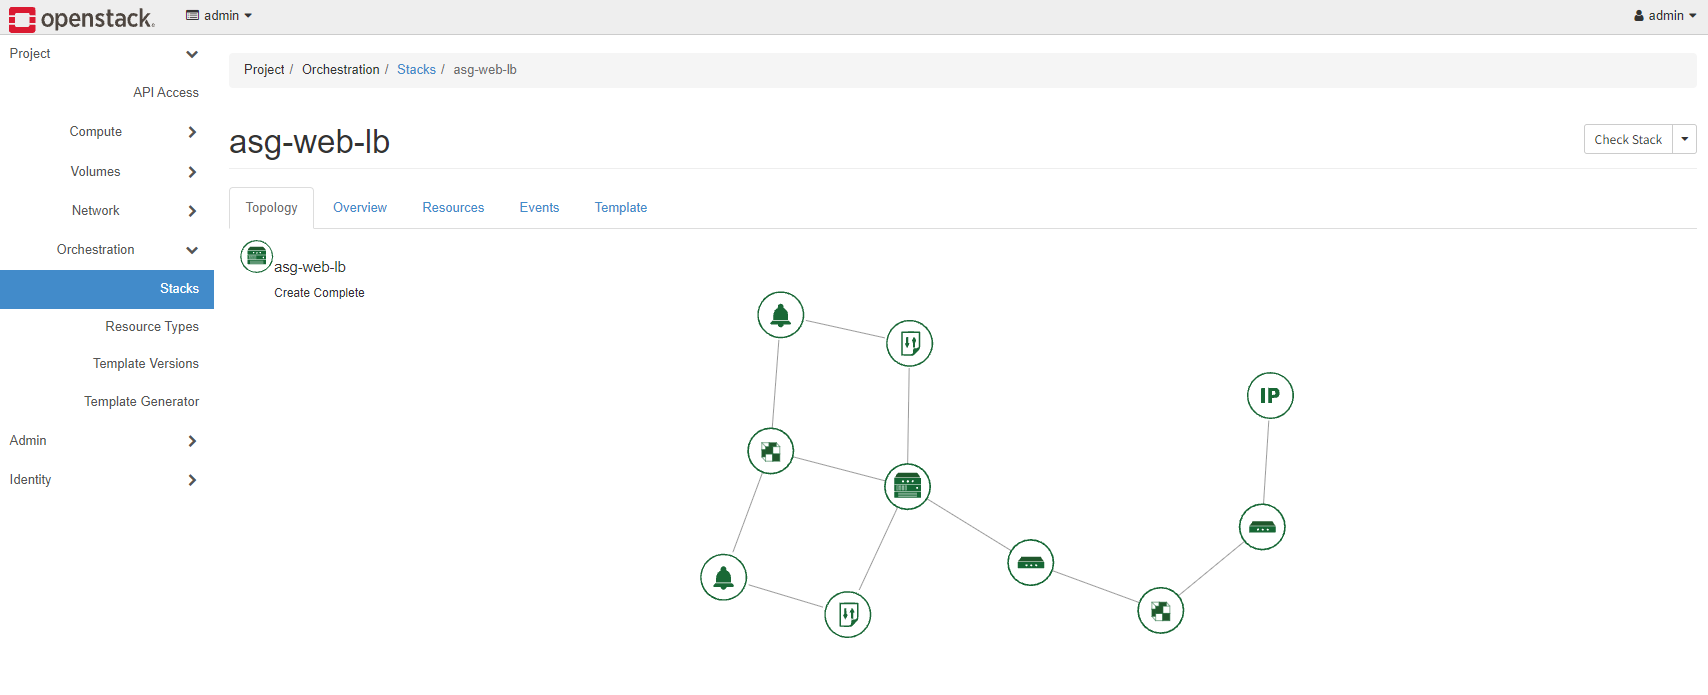 openstack. admin admin
Project
API Access
Compute
Volumes
Network
Orchestration
Stacks
Resource Types
Template Versions
Template Generator
Admin
Identity
Project / Orchestration / Stacks / asg-web-lb
asg-web-lb
Check Stack
Topology Overview Resources Events Template
asg-web-lb
Create Complete
IP